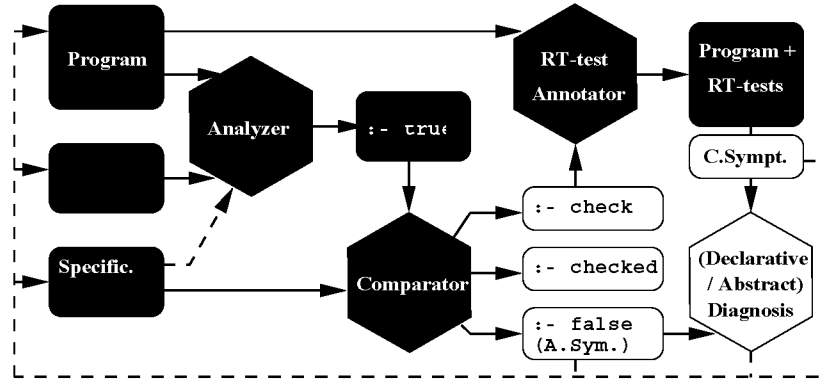 Program
RT-test
Annotator
Program +
RT-tests
Analyzer
:- true
C.Sympt.
:- check
Specific.
Comparator
:- checked
(Declarative
/ Abstract)
Diagnosis
:- false
(A.Sym.)